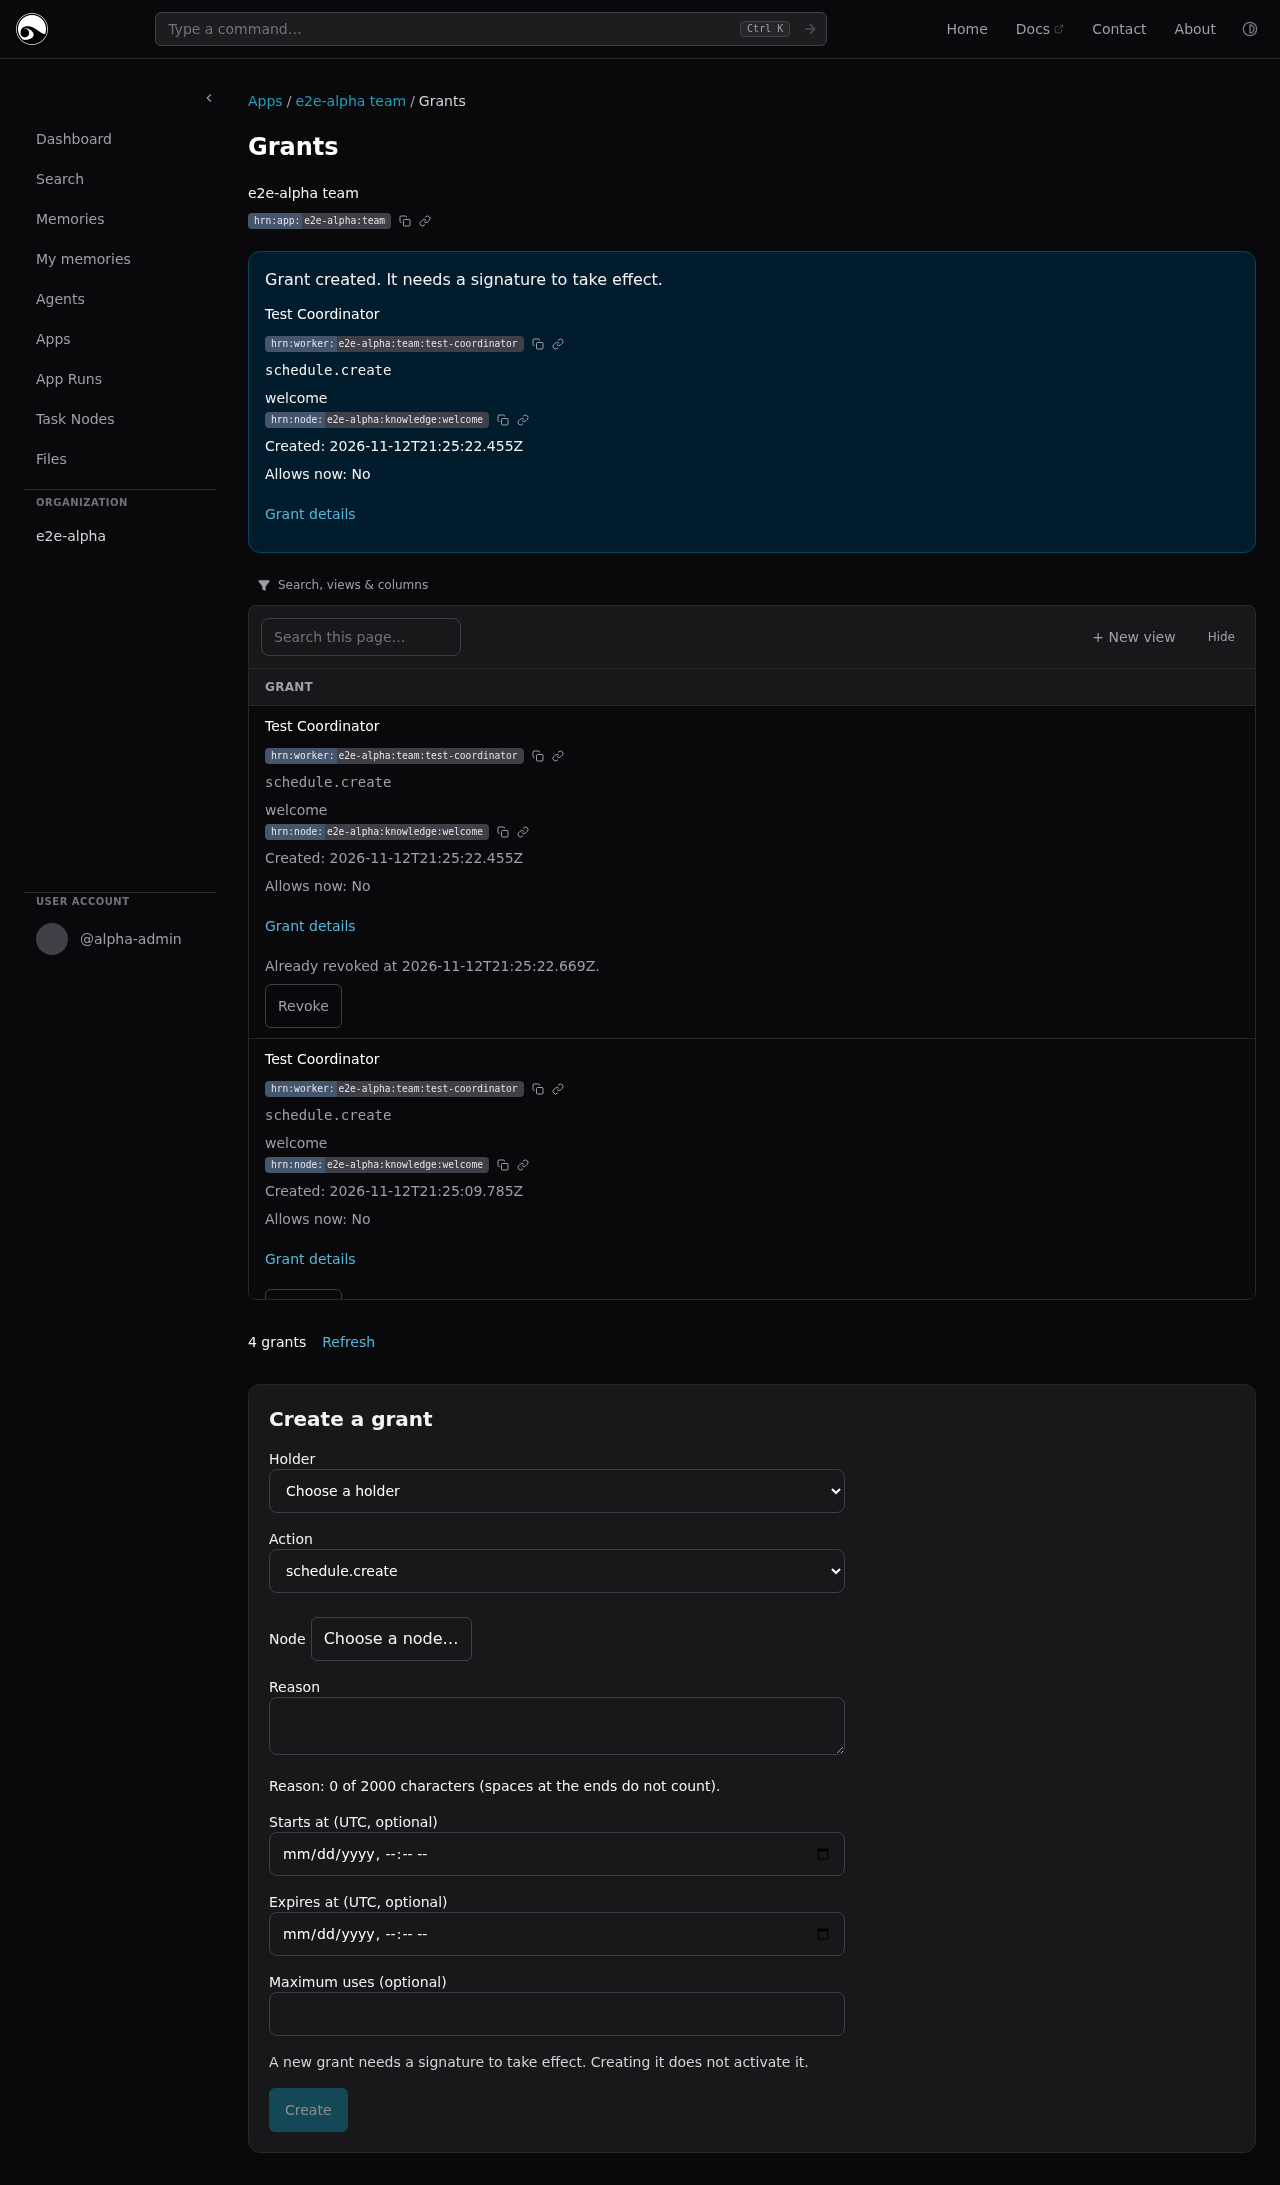 Type a command...
Ctrl K
Home
Docs
Contact
About
Dashboard
Search
Memories
My memories
Agents
Apps
App Runs
Task Nodes
Files
ORGANIZATION
e2e-alpha
USER ACCOUNT
@alpha-admin
Apps / e2e-alpha team / Grants
Grants
e2e-alpha team
hrn:app: e2e-alpha:team
Grant created. It needs a signature to take effect.
Test Coordinator
hrn:worker: e2e-alpha:team:test-coordinator
schedule.create
welcome
hrn:node: e2e-alpha:knowledge:welcome
Created: 2026-11-12T21:25:22.455Z
Allows now: No
Grant details
Search, views & columns
Search this page...
+ New view
Hide
GRANT
Test Coordinator
hrn:worker: e2e-alpha:team:test-coordinator
schedule.create
welcome
hrn:node: e2e-alpha:knowledge:welcome
Created: 2026-11-12T21:25:22.455Z
Allows now: No
Grant details
Already revoked at 2026-11-12T21:25:22.669Z.
Revoke
Test Coordinator
hrn:worker: e2e-alpha:team:test-coordinator
schedule.create
welcome
hrn:node: e2e-alpha:knowledge:welcome
Created: 2026-11-12T21:25:09.785Z
Allows now: No
Grant details
4 grants
Refresh
Create a grant
Holder
Choose a holder
Action
schedule.create
Node
Choose a node...
Reason
Reason: 0 of 2000 characters (spaces at the ends do not count).
Starts at (UTC, optional)
mm/dd/yyyy, --:-- --
Expires at (UTC, optional)
mm/dd/yyyy, --:-- --
Maximum uses (optional)
A new grant needs a signature to take effect. Creating it does not activate it.
Create